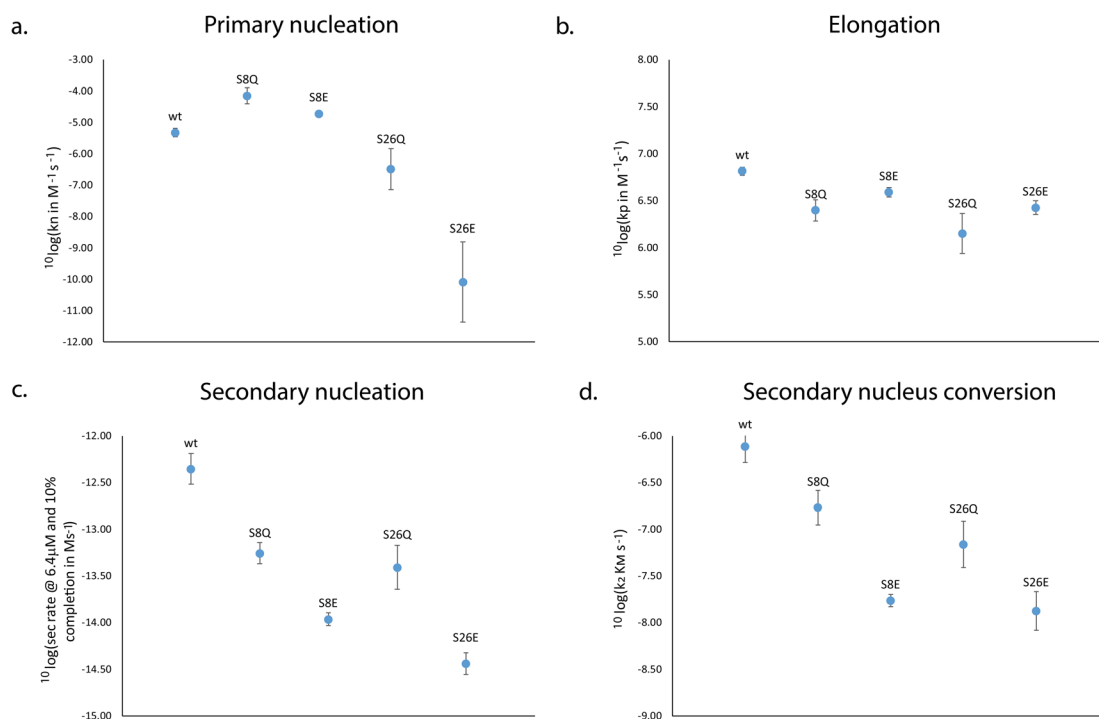 a. Primary nucleation
-3.00
-4.00
-5.00
-6.00
-7.00
-8.00
-9.00
-10.00
-11.00
-12.00
¹⁰log(kn in M⁻¹ s⁻¹)
wt
S8Q
S8E
S26Q
S26E
b. Elongation
8.00
7.50
7.00
6.50
6.00
5.50
5.00
¹⁰log(kp in M⁻¹s⁻¹)
wt
S8Q
S8E
S26Q
S26E
c. Secondary nucleation
-12.00
-12.50
-13.00
-13.50
-14.00
-14.50
-15.00
¹⁰log(sec rate @ 6.4μM and 10%
completion in Ms⁻¹)
wt
S8Q
S8E
S26Q
S26E
d. Secondary nucleus conversion
-6.00
-6.50
-7.00
-7.50
-8.00
-8.50
-9.00
¹⁰log(k₂ KM s⁻¹)
wt
S8Q
S8E
S26Q
S26E